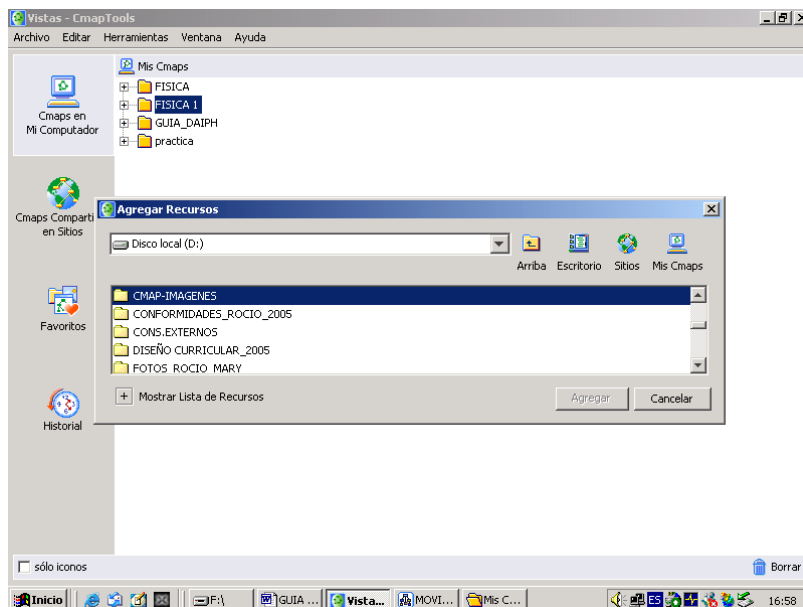 Vistas - CmapTools
Archivo Editar Herramientas Ventana Ayuda
Mis Cmaps
FISICA
FISICA 1
GUIA_DAIPH
practica
Cmaps en
Mi Computador
Cmaps Comparti
en Sitios
Favoritos
Historial
Agregar Recursos
Disco local (D:)
Arriba Escritorio Sitios Mis Cmaps
CMAP-IMAGENES
CONFORMIDADES_ROCIO_2005
CONS.EXTERNOS
DISEÑO CURRICULAR_2005
FOTOS ROCIO MARY
+ Mostrar Lista de Recursos
Agregar Cancelar
sólo iconos
Borrar
Inicio F:\ GUIA ... Vista... MOVI... Mis C... ES 16:58